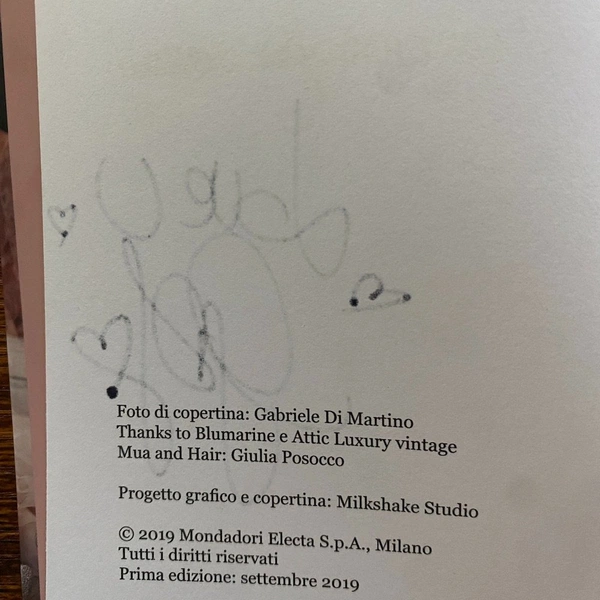 Foto di copertina: Gabriele Di Martino
Thanks to Blumarine e Attic Luxury vintage
Mua and Hair: Giulia Posocco
Progetto grafico e copertina: Milkshake Studio
© 2019 Mondadori Electa S.p.A., Milano
Tutti i diritti riservati
Prima edizione: settembre 2019